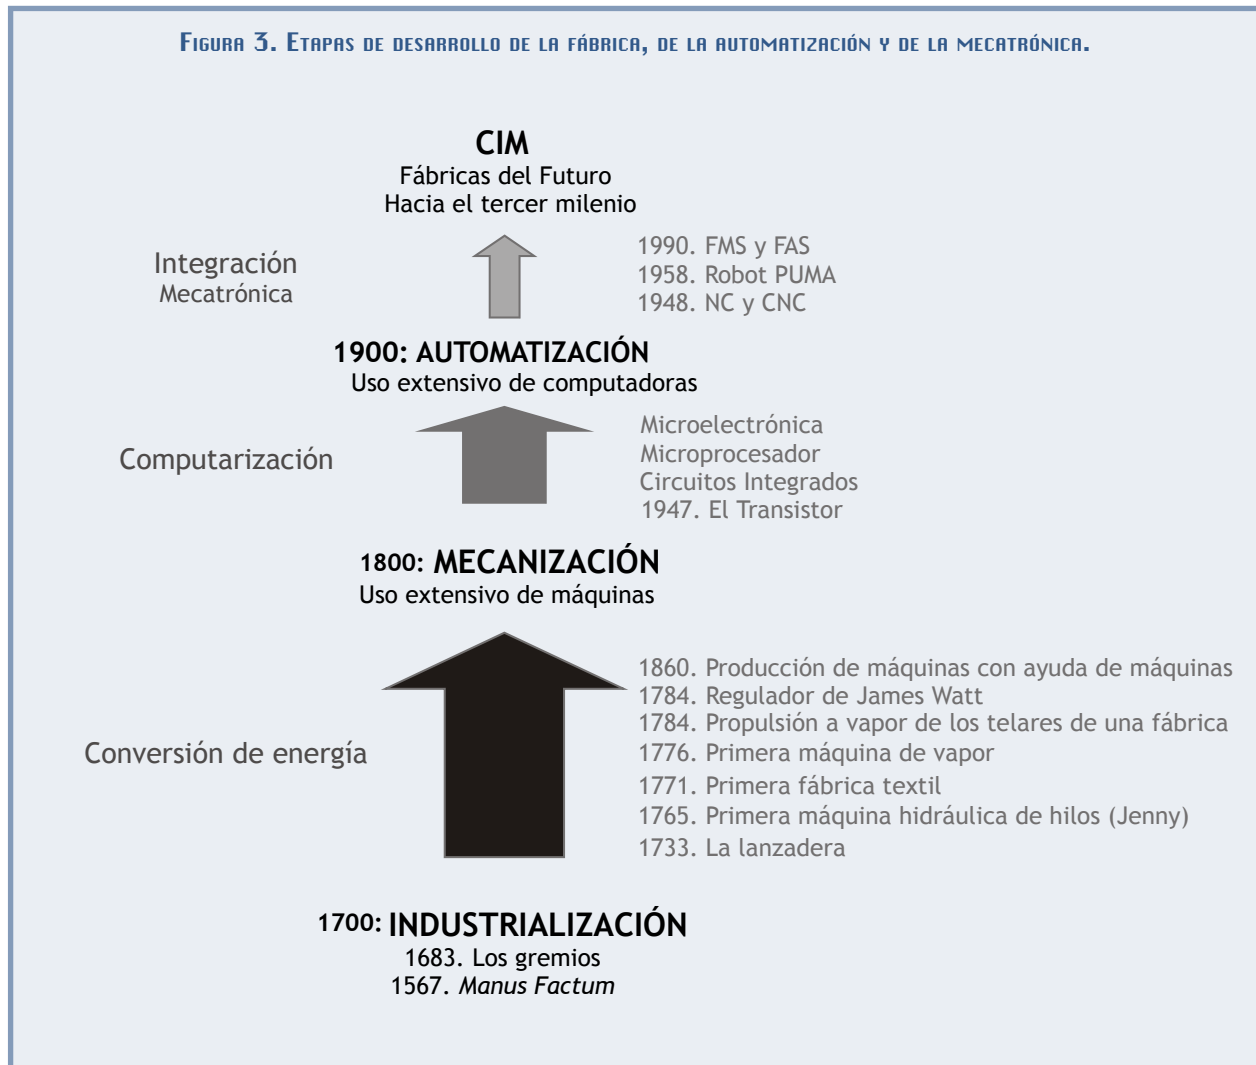 FIGURA 3. ETAPAS DE DESARROLLO DE LA FÁBRICA, DE LA AUTOMATIZACIÓN Y DE LA MECATRÓNICA.
CIM
Fábricas del Futuro
Hacia el tercer milenio
Integración
Mecatrónica
1990. FMS y FAS
1958. Robot PUMA
1948. NC y CNC
1900: AUTOMATIZACIÓN
Uso extensivo de computadoras
Computarización
Microelectrónica
Microprocesador
Circuitos Integrados
1947. El Transistor
1800: MECANIZACIÓN
Uso extensivo de máquinas
Conversión de energía
1860. Producción de máquinas con ayuda de máquinas
1784. Regulador de James Watt
1784. Propulsión a vapor de los telares de una fábrica
1776. Primera máquina de vapor
1771. Primera fábrica textil
1765. Primera máquina hidráulica de hilos (Jenny)
1733. La lanzadera
1700: INDUSTRIALIZACIÓN
1683. Los gremios
1567. Manus Factum